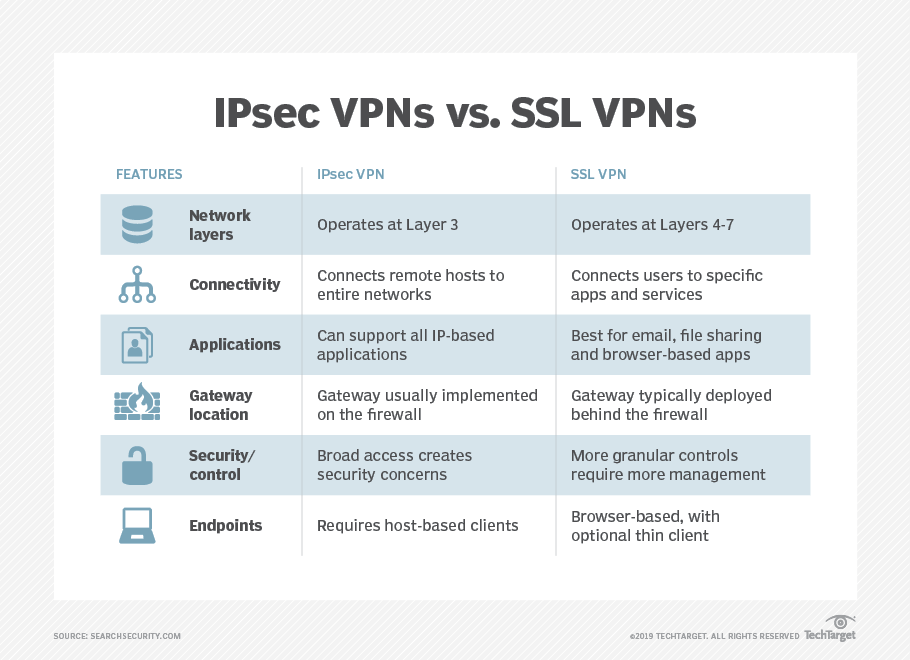 IPsec VPNs vs. SSL VPNs
FEATURES
IPsec VPN
SSL VPN
Network
layers
Operates at Layer 3
Operates at Layers 4-7
Connectivity
Connects remote hosts to
entire networks
Connects users to specific
apps and services
Applications
Can support all IP-based
applications
Best for email, file sharing
and browser-based apps
Gateway
location
Gateway usually implemented
on the firewall
Gateway typically deployed
behind the firewall
Security/
control
Broad access creates
security concerns
More granular controls
require more management
Endpoints
Requires host-based clients
Browser-based, with
optional thin client
SOURCE: SEARCHSECURITY.COM
©2019 TECHTARGET. ALL RIGHTS RESERVED
TechTarget